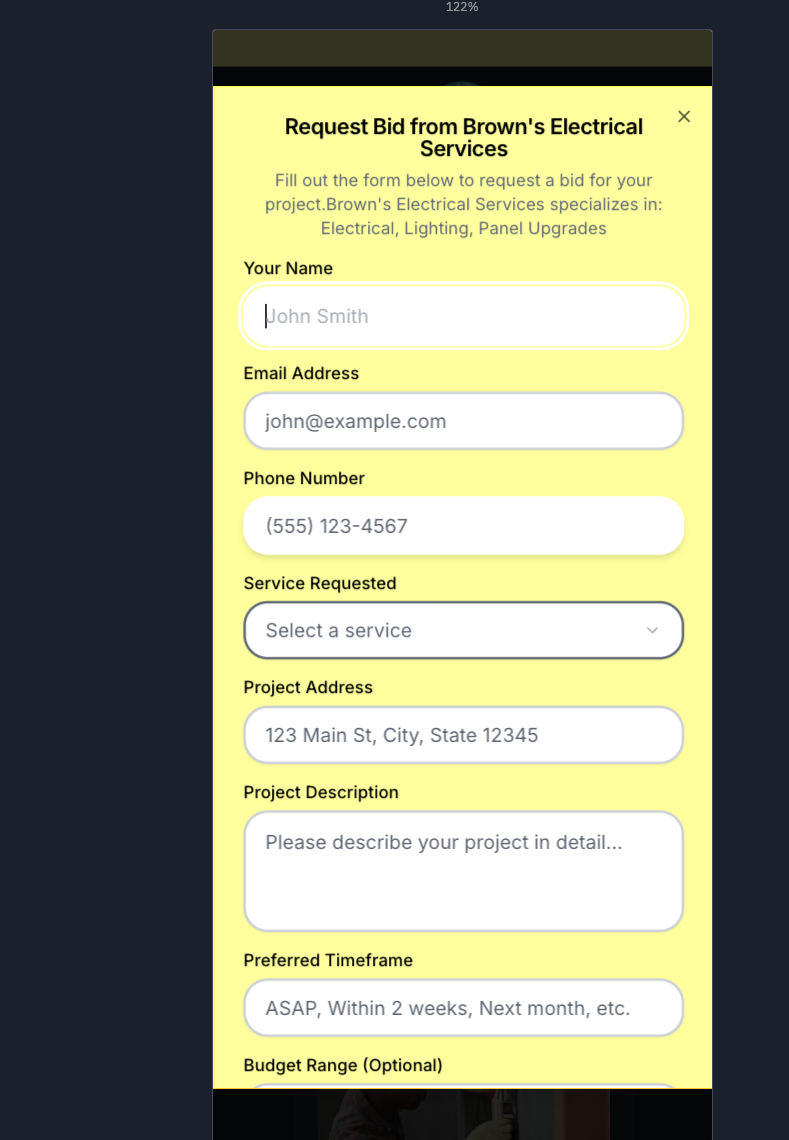 122%
Request Bid from Brown's Electrical
Services
Fill out the form below to request a bid for your
project.Brown's Electrical Services specializes in:
Electrical, Lighting, Panel Upgrades
Your Name
John Smith
Email Address
john@example.com
Phone Number
(555) 123-4567
Service Requested
Select a service
Project Address
123 Main St, City, State 12345
Project Description
Please describe your project in detail...
Preferred Timeframe
ASAP, Within 2 weeks, Next month, etc.
Budget Range (Optional)